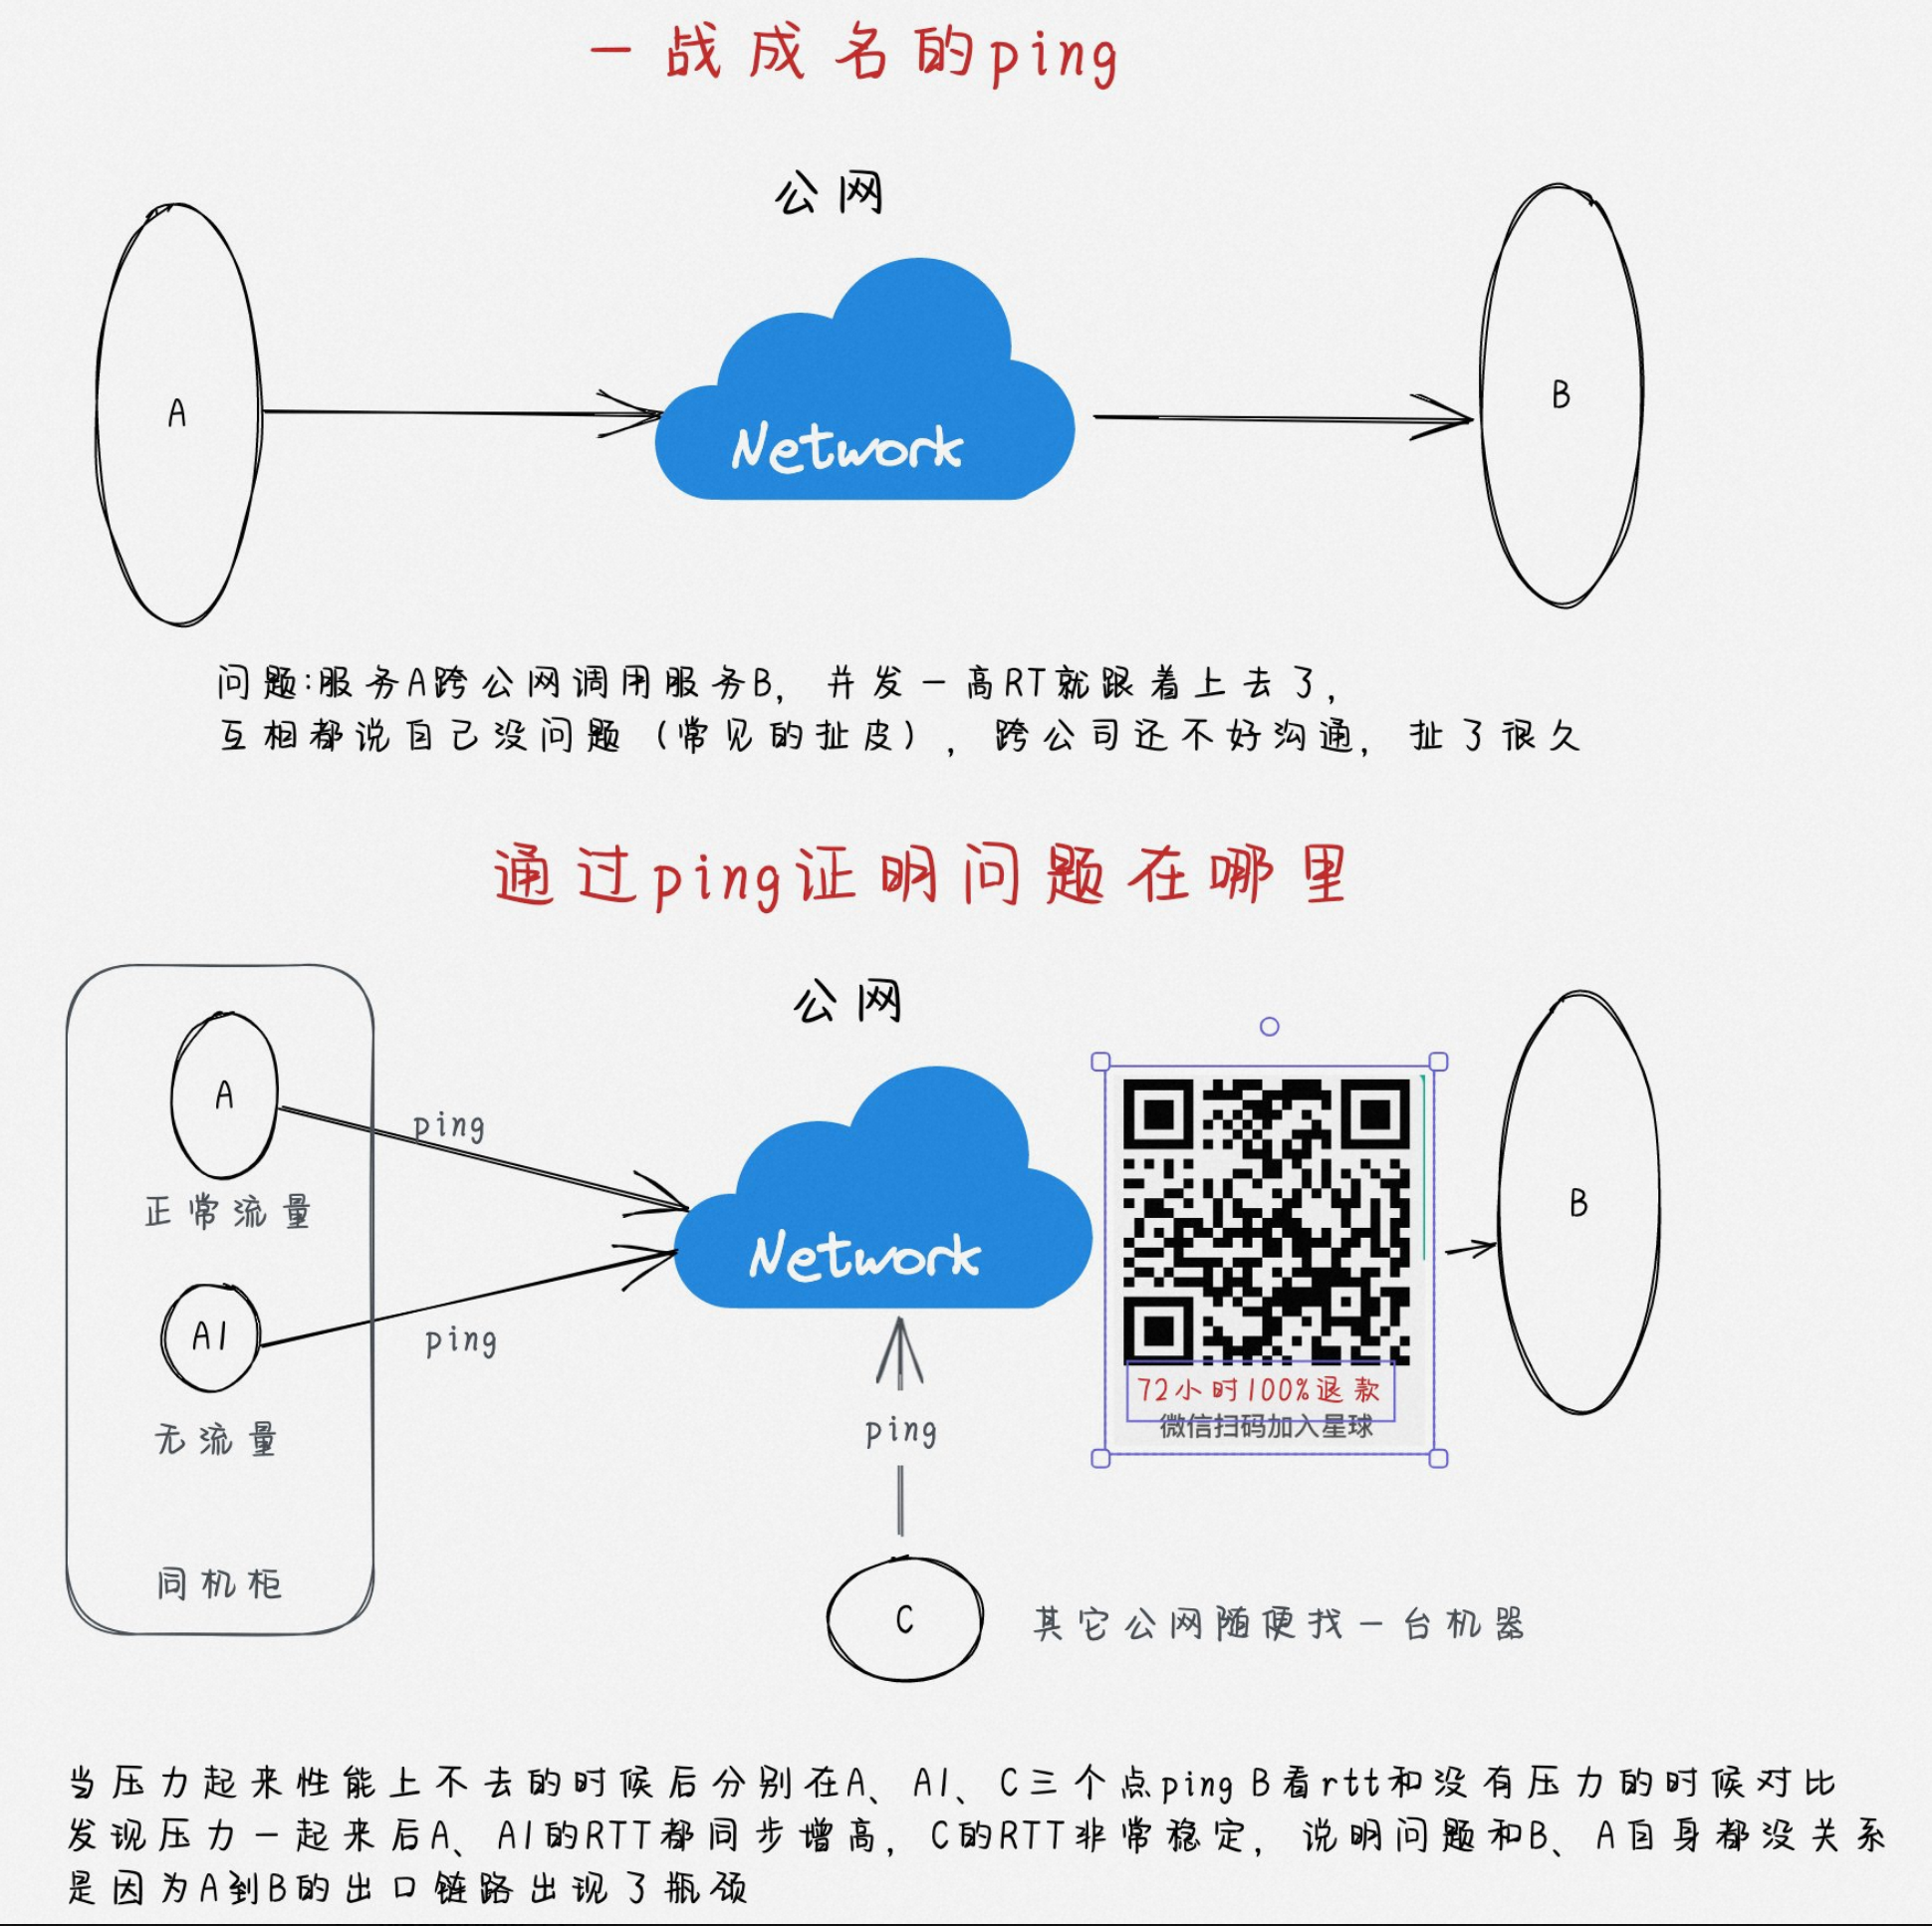 一战成名的ping
公网
A
Network
B
问题:服务A跨公网调用服务B，并发一高RT就跟着上去了，
互相都说自己没问题（常见的扯皮），跨公司还不好沟通，扯了很久
通过ping证明问题在哪里
公网
A
ping
正常流量
Network
B
A1
ping
无流量
72小时100%退款
微信扫码加入星球
ping
同机柜
C
其它公网随便找一台机器
当压力起来性能上不去的时候后分别在A、A1、C三个点ping B看rtt和没有压力的时候对比
发现压力一起来后A、A1的RTT都同步增高，C的RTT非常稳定，说明问题和B、A自身都没关系
是因为A到B的出口链路出现了瓶颈